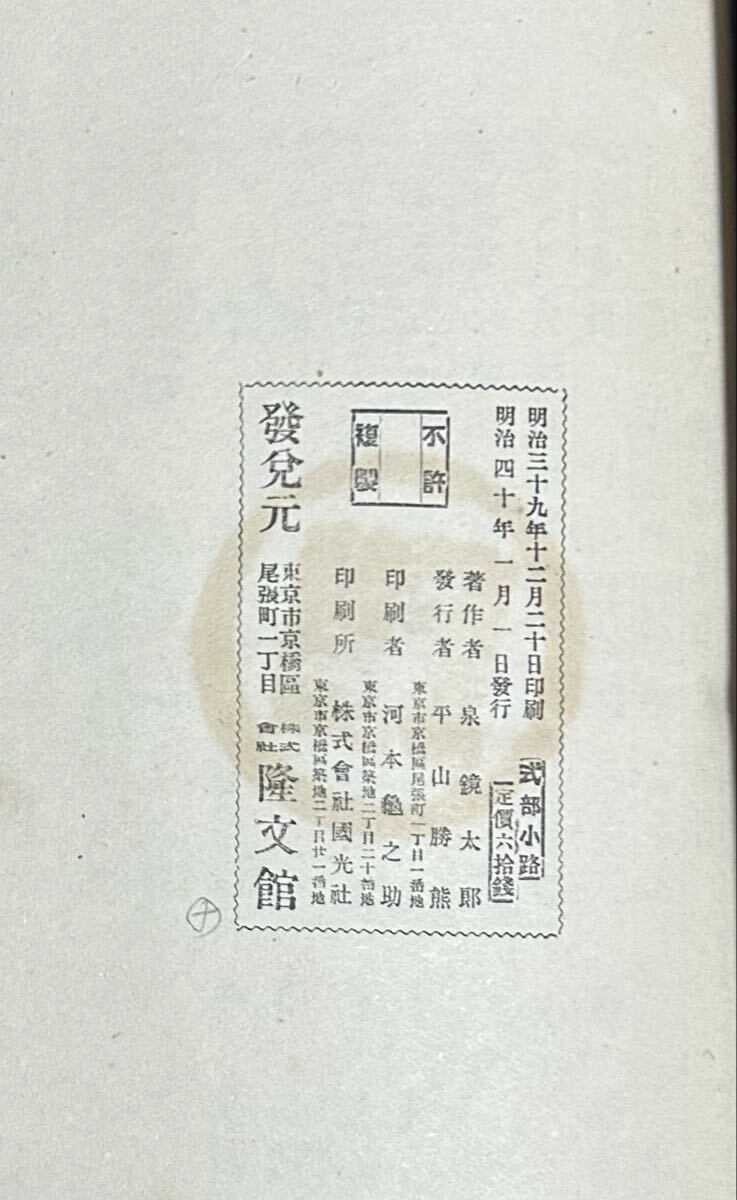 明治三十九年十二月二十日印刷
明治四十年一月一日發行
式部小路
定價六拾錢
不許
複製
著作者 泉鏡太郎
發行者 平山勝熊
東京市京橋區尾張町一丁目一番地
印刷者 河本龜之助
東京市京橋區築地二丁目二十番地
印刷所 株式會社國光社
東京市京橋區築地二丁目廿一番地
發兌元
東京市京橋區
尾張町一丁目
株式
會社
隆文館
十